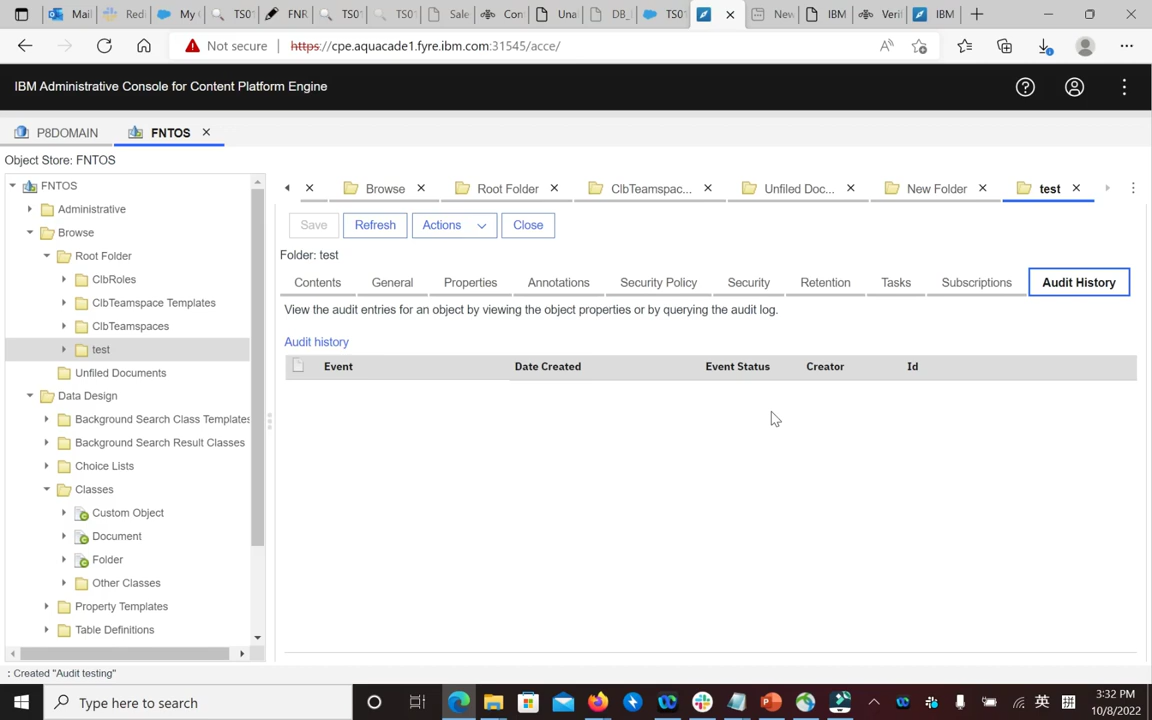 Mail
Red
My
TS0
FNR
TS0
TS0
Sale
Con
Una
DB_
TS0
New
IBM
Veri
IBM
Not secure
https://cpe.aquacade1.fyre.ibm.com:31545/acce/
IBM Administrative Console for Content Platform Engine
P8DOMAIN
FNTOS
Object Store: FNTOS
FNTOS
Administrative
Browse
Root Folder
ClbRoles
ClbTeamspace Templates
ClbTeamspaces
test
Unfiled Documents
Data Design
Background Search Class Templates
Background Search Result Classes
Choice Lists
Classes
Custom Object
Document
Folder
Other Classes
Property Templates
Table Definitions
Browse
Root Folder
ClbTeamspac...
Unfiled Doc...
New Folder
test
Save
Refresh
Actions
Close
Folder: test
Contents
General
Properties
Annotations
Security Policy
Security
Retention
Tasks
Subscriptions
Audit History
View the audit entries for an object by viewing the object properties or by querying the audit log.
Audit history
Event
Date Created
Event Status
Creator
Id
: Created "Audit testing"
Type here to search
英
拼
3:32 PM
10/8/2022